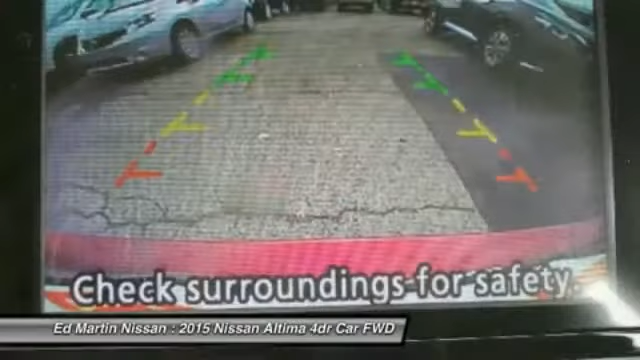 Check surroundings for safety.
Ed Martin Nissan : 2015 Nissan Altima 4dr Car FWD